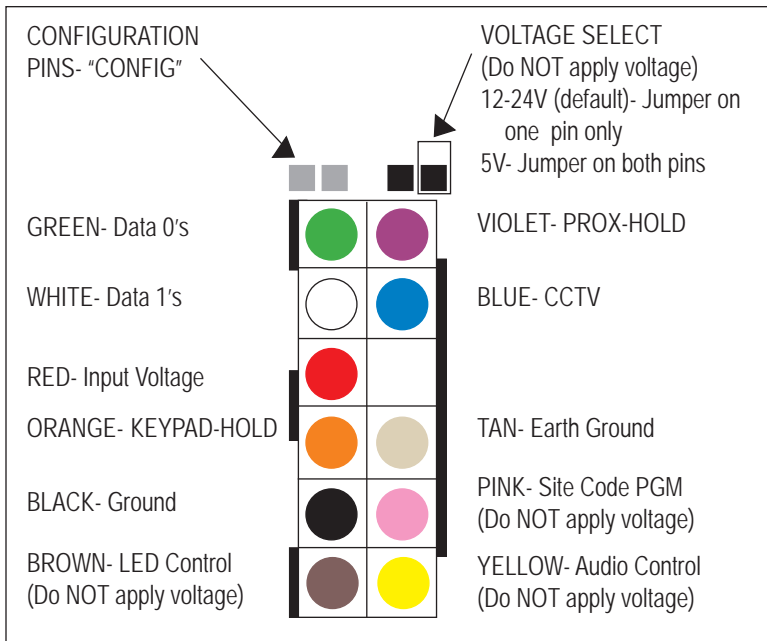 CONFIGURATION
PINS- “CONFIG”
VOLTAGE SELECT
(Do NOT apply voltage)
12-24V (default)- Jumper on
one pin only
5V- Jumper on both pins
GREEN- Data 0's
VIOLET- PROX-HOLD
WHITE- Data 1's
BLUE- CCTV
RED- Input Voltage
ORANGE- KEYPAD-HOLD
TAN- Earth Ground
BLACK- Ground
PINK- Site Code PGM
(Do NOT apply voltage)
BROWN- LED Control
(Do NOT apply voltage)
YELLOW- Audio Control
(Do NOT apply voltage)